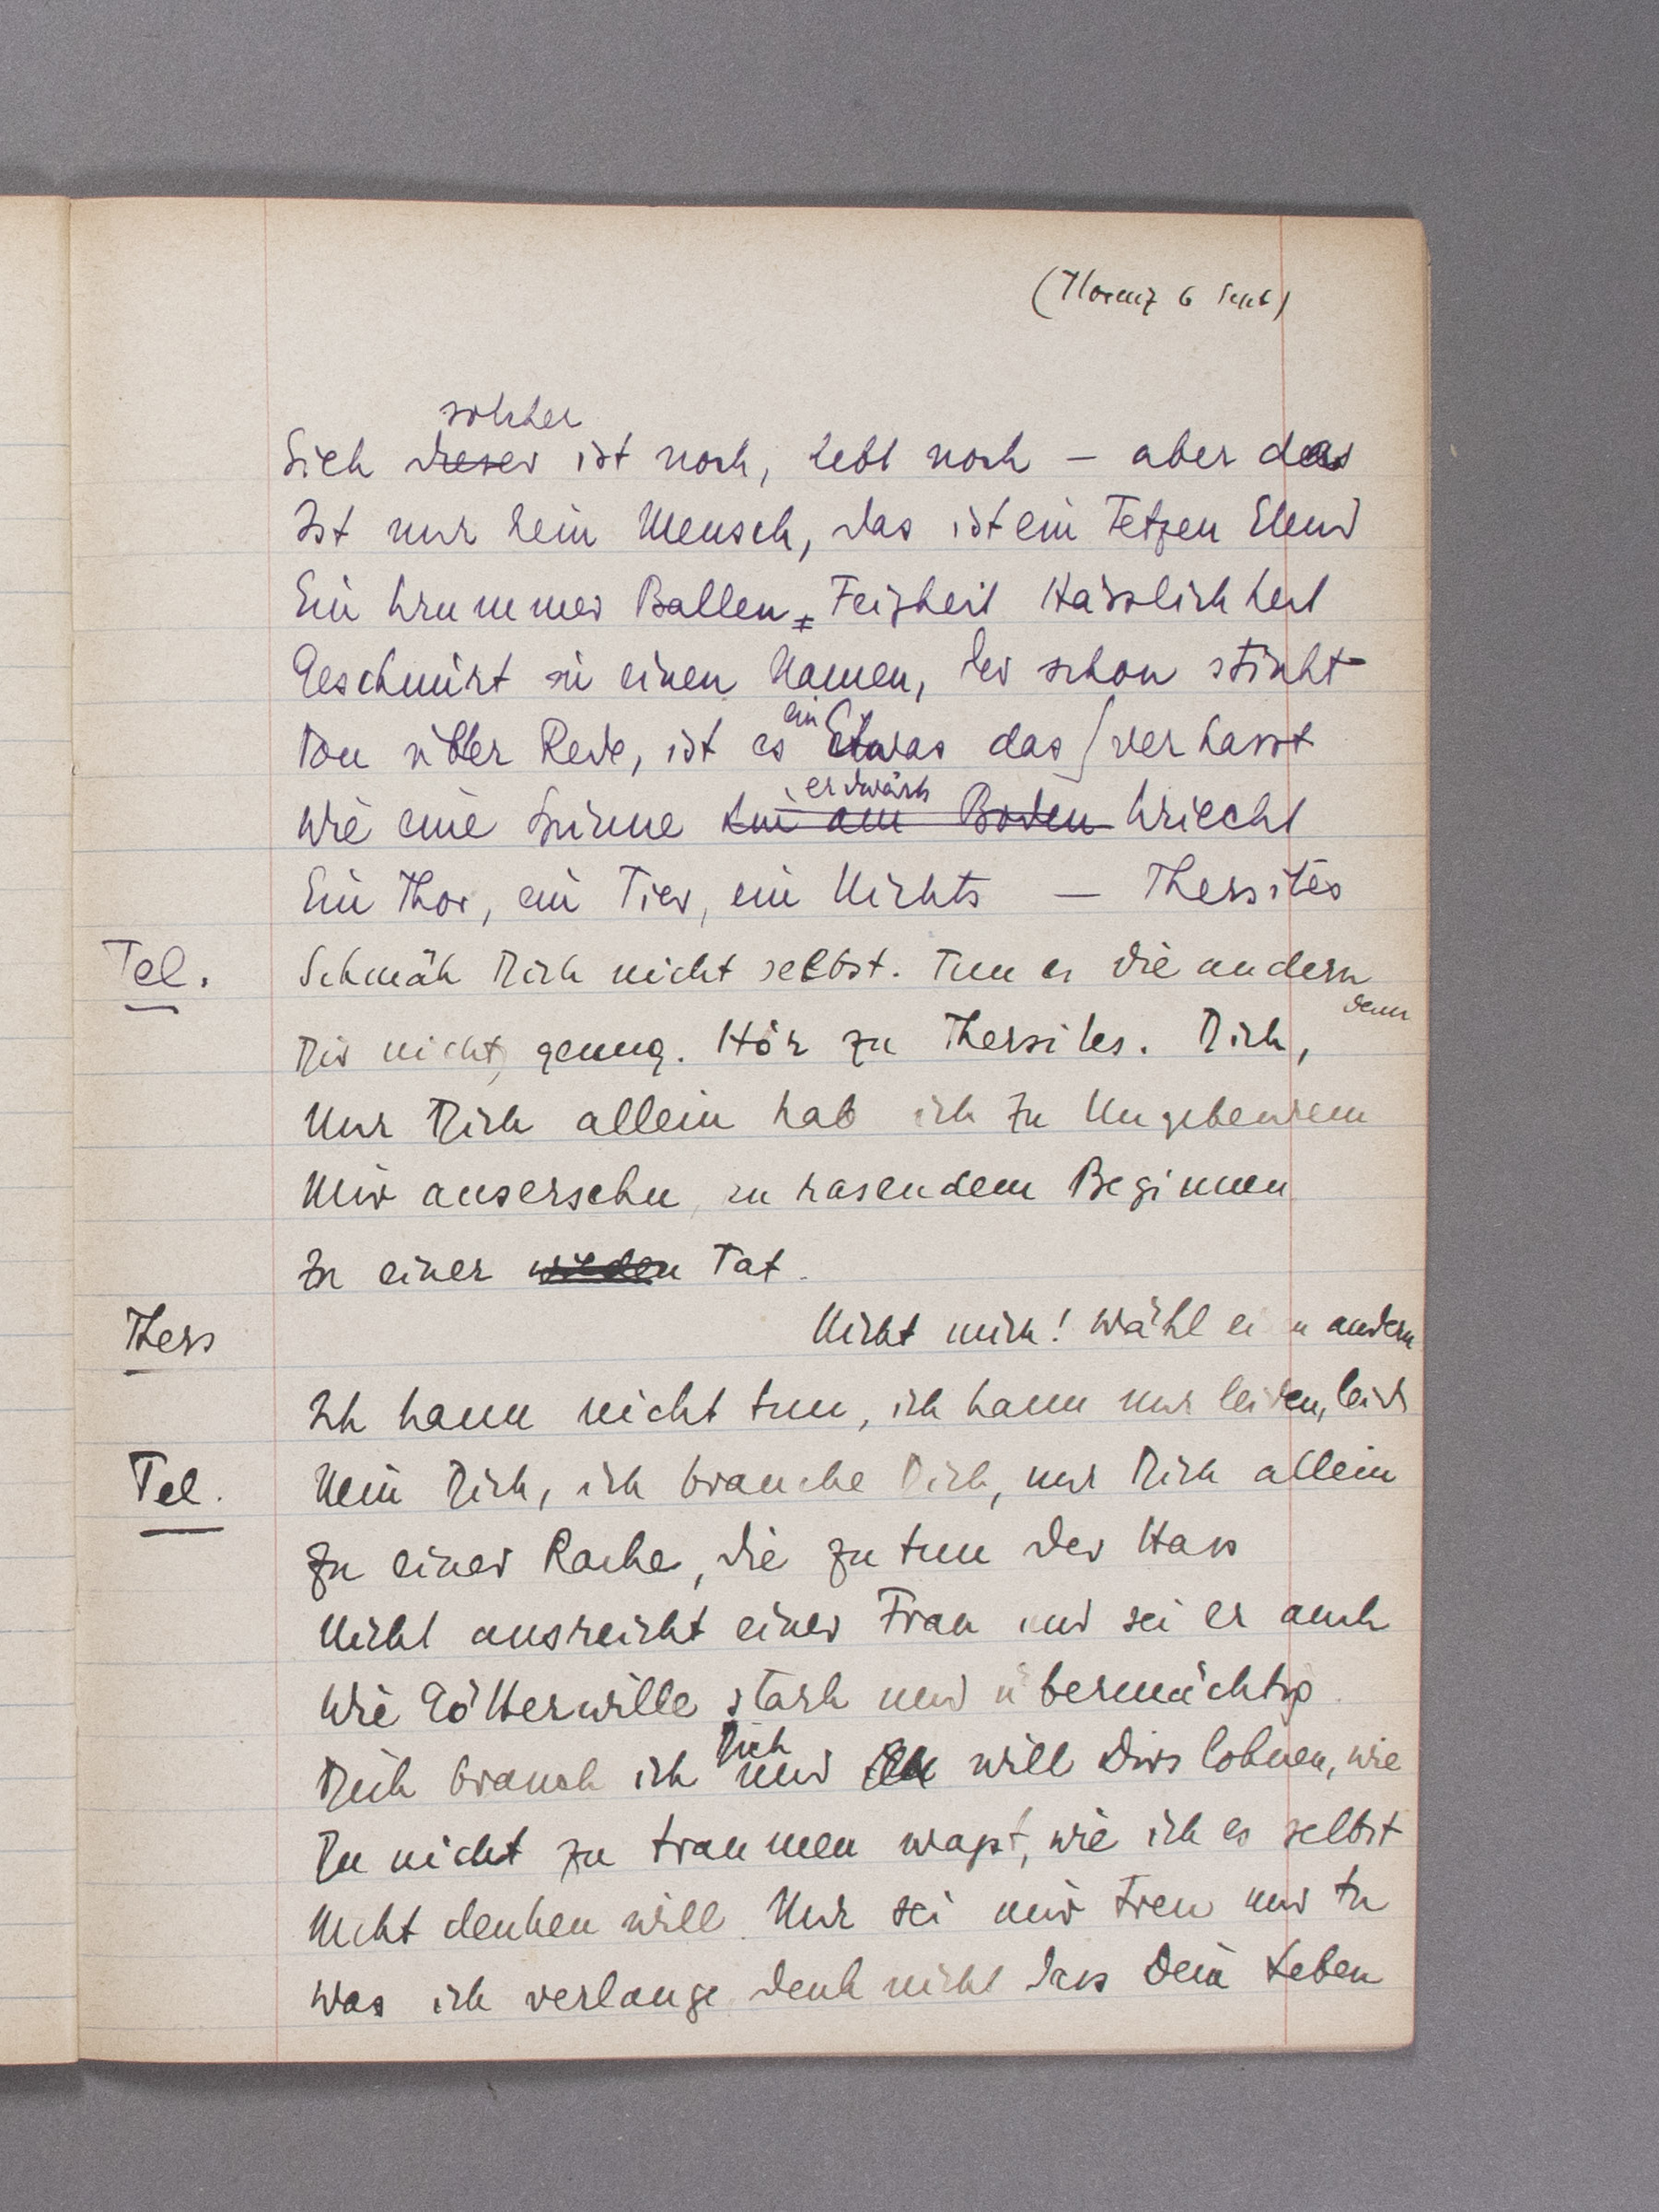 (Florenz 6 Sept)
solcher
Sieh dieser ist noch, lebt noch – aber das
Ist nur kein Mensch, das ist ein Fetzen Elend
Ein krummer Ballen, Feigheit Hässlichkeit
Geschnürt in einen Namen, der schon stinkt
Von übler Rede, ist es ein Etwas das verhasst
erdwärts
Wie eine Spinne am Boden kriecht
Ein Thor, ein Tier, ein Nichts – Thersites
Tel. Schmäh Dich nicht selbst. Tun es die andern
denn
Dir nicht genug. Hör zu Thersites. Dich,
Nur Dich allein hab ich zu Ungeheurem
Mir ausersehn, zu rasendem Beginnen
Zu einer wilden Tat.
Thers Nicht mich! Wähl ein andern
Ich kann nicht tun, ich kann nur leiden, leid
Tel. Nein Dich, ich brauche Dich, nur Dich allein
Zu einer Rache, die zu tun der Hass
Nicht ausreicht einer Frau und sei er auch
Wie Götterwille stark und übermächtig.
Dich
Dich brauch ich und will Dirs lohnen, wie
Du nicht zu träumen wagst, wie ich es selbst
Nicht denken will. Nur sei mir treu und tu
Was ich verlange. Denk nicht dass Dein Leben